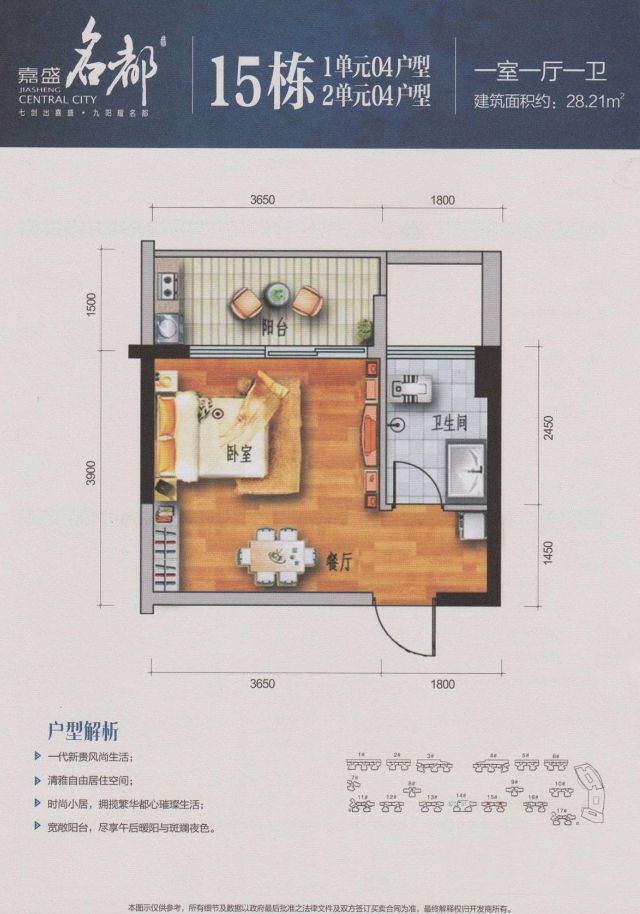 嘉盛 名都
JIASHENG
CENTRAL CITY
七剑出嘉盛·九阳耀名都
15栋
1单元04户型
2单元04户型
一室一厅一卫
建筑面积约：28.21m²
3650 1800
1500
3900
2450
1450
阳台
卫生间
卧室
餐厅
3650 1800
户型解析
一代新贵风尚生活；
清雅自由居住空间；
时尚小居，拥揽繁华都心璀璨生活；
宽敞阳台，尽享午后暖阳与斑斓夜色。
1# 2# 3# 4# 5# 6#
7# 8# 9# 10#
11# 12# 13# 14# 15# 16# 17#
本图示仅供参考，所有细节及数据以政府最后批准之法律文件及双方签订买卖合同为准，最终解释权归开发商所有。